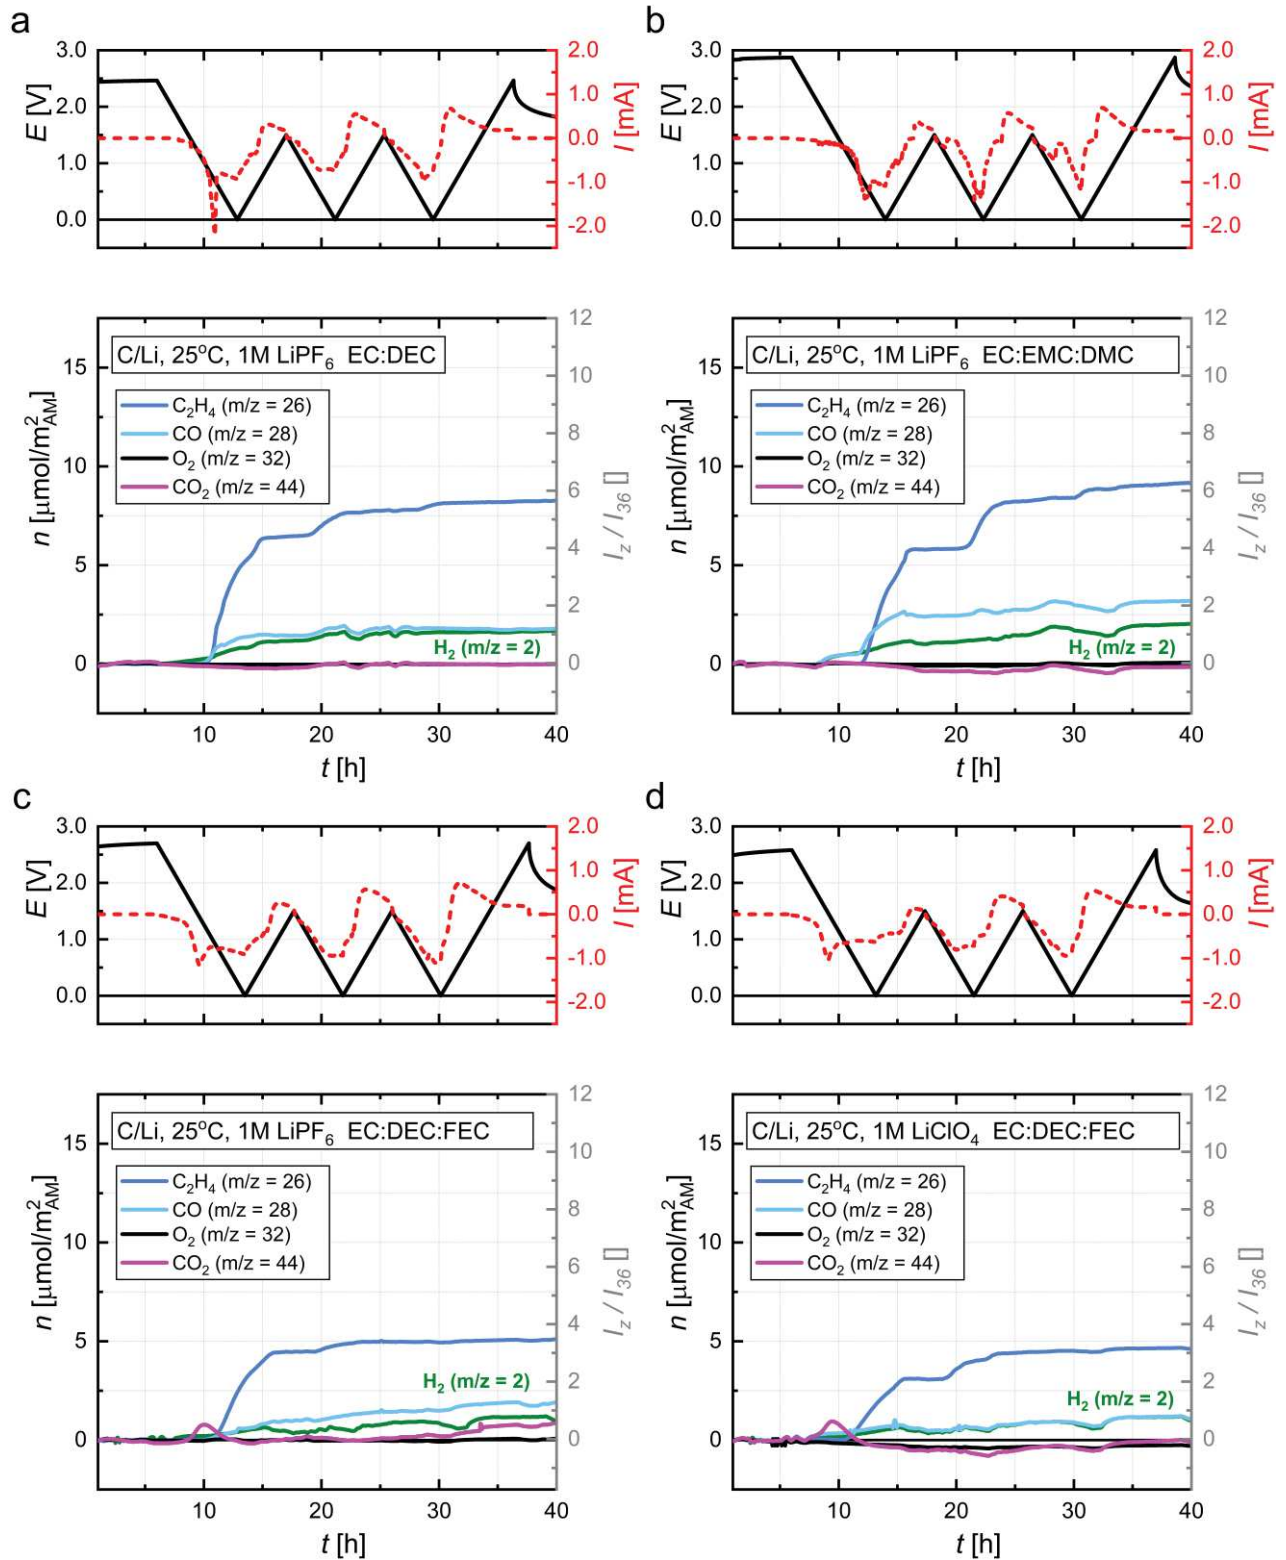 a
3.0
2.0
1.0
0.0
E [V]
2.0
1.0
0.0
-1.0
-2.0
I [mA]
C/Li, 25°C, 1M LiPF₆ EC:DEC
C₂H₄ (m/z = 26)
CO (m/z = 28)
O₂ (m/z = 32)
CO₂ (m/z = 44)
H₂ (m/z = 2)
15
10
5
0
n [μmol/m²AM]
12
10
8
6
4
2
0
I_z / I_36 []
10 20 30 40
t [h]
b
3.0
2.0
1.0
0.0
E [V]
2.0
1.0
0.0
-1.0
-2.0
I [mA]
C/Li, 25°C, 1M LiPF₆ EC:EMC:DMC
C₂H₄ (m/z = 26)
CO (m/z = 28)
O₂ (m/z = 32)
CO₂ (m/z = 44)
H₂ (m/z = 2)
15
10
5
0
n [μmol/m²AM]
12
10
8
6
4
2
0
I_z / I_36 []
10 20 30 40
t [h]
c
3.0
2.0
1.0
0.0
E [V]
2.0
1.0
0.0
-1.0
-2.0
I [mA]
C/Li, 25°C, 1M LiPF₆ EC:DEC:FEC
C₂H₄ (m/z = 26)
CO (m/z = 28)
O₂ (m/z = 32)
CO₂ (m/z = 44)
H₂ (m/z = 2)
15
10
5
0
n [μmol/m²AM]
12
10
8
6
4
2
0
I_z / I_36 []
10 20 30 40
t [h]
d
3.0
2.0
1.0
0.0
E [V]
2.0
1.0
0.0
-1.0
-2.0
I [mA]
C/Li, 25°C, 1M LiClO₄ EC:DEC:FEC
C₂H₄ (m/z = 26)
CO (m/z = 28)
O₂ (m/z = 32)
CO₂ (m/z = 44)
H₂ (m/z = 2)
15
10
5
0
n [μmol/m²AM]
12
10
8
6
4
2
0
I_z / I_36 []
10 20 30 40
t [h]